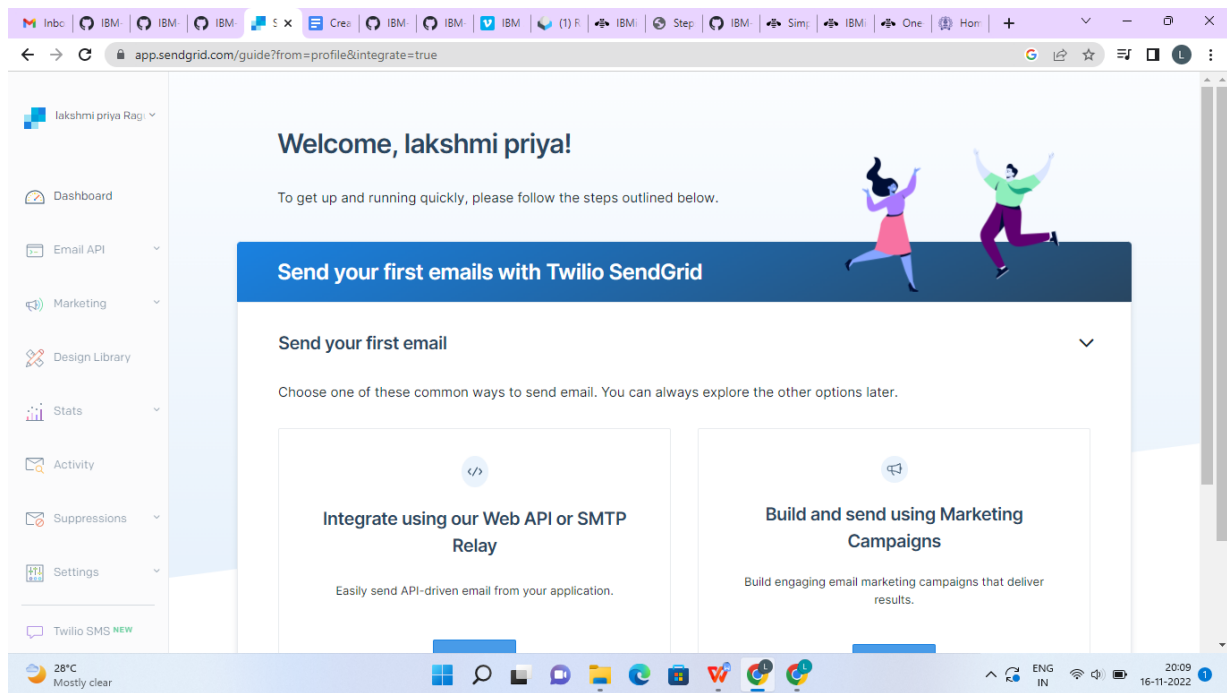 Inbo
IBM-
IBM-
IBM-
S
Crea
IBM-
IBM-
IBM
(1) R
IBMi
Step
IBM-
Simp
IBMi
One
Hom
app.sendgrid.com/guide?from=profile&integrate=true
L
lakshmi priya Rag
Dashboard
Email API
Marketing
Design Library
Stats
Activity
Suppressions
Settings
Twilio SMS NEW
Welcome, lakshmi priya!
To get up and running quickly, please follow the steps outlined below.
Send your first emails with Twilio SendGrid
Send your first email
Choose one of these common ways to send email. You can always explore the other options later.
Integrate using our Web API or SMTP
Relay
Easily send API-driven email from your application.
Build and send using Marketing
Campaigns
Build engaging email marketing campaigns that deliver
results.
28°C
Mostly clear
ENG
IN
20:09
16-11-2022
1